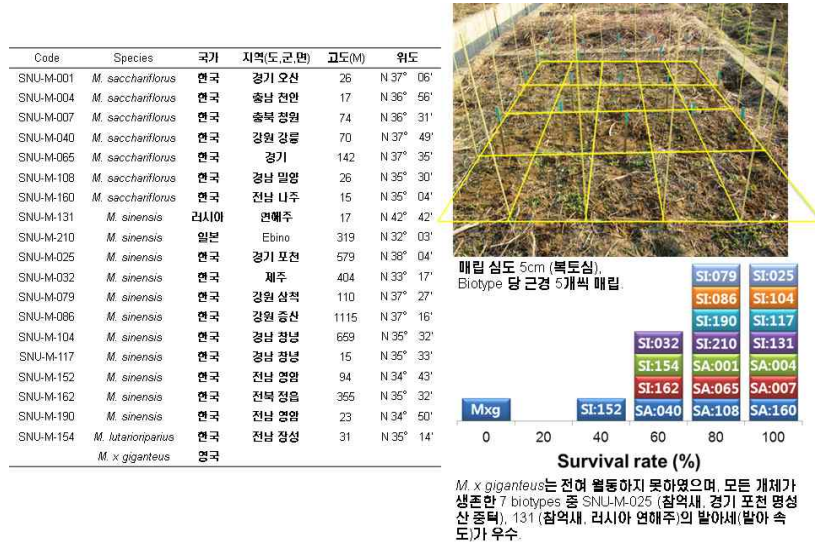 Code Species 국가 지역(도,군,면) 고도(M) 위도
SNU-M-001 M. sacchariflorus 한국 경기 오산 26 N 37° 06'
SNU-M-004 M. sacchariflorus 한국 충남 천안 17 N 36° 56'
SNU-M-007 M. sacchariflorus 한국 충북 청원 74 N 36° 31'
SNU-M-040 M. sacchariflorus 한국 강원 강릉 70 N 37° 49'
SNU-M-065 M. sacchariflorus 한국 경기 142 N 37° 35'
SNU-M-108 M. sacchariflorus 한국 경남 밀양 26 N 35° 30'
SNU-M-160 M. sacchariflorus 한국 전남 나주 15 N 35° 04'
SNU-M-131 M. sinensis 러시아 연해주 17 N 42° 42'
SNU-M-210 M. sinensis 일본 Ebino 319 N 32° 03'
SNU-M-025 M. sinensis 한국 경기 포천 579 N 38° 04'
SNU-M-032 M. sinensis 한국 제주 404 N 33° 17'
SNU-M-079 M. sinensis 한국 강원 삼척 110 N 37° 27'
SNU-M-086 M. sinensis 한국 강원 증산 1115 N 37° 16'
SNU-M-104 M. sinensis 한국 경남 창녕 659 N 35° 32'
SNU-M-117 M. sinensis 한국 경남 창녕 15 N 35° 33'
SNU-M-152 M. sinensis 한국 전남 영암 94 N 34° 43'
SNU-M-162 M. sinensis 한국 전북 정읍 355 N 35° 32'
SNU-M-190 M. sinensis 한국 전남 영암 23 N 34° 50'
SNU-M-154 M. lutarioriparius 한국 전남 장성 31 N 35° 14'
M. x giganteus 영국
매립 심도 5cm (복토심),
Biotype 당 근경 5개씩 매립.
SI:079 SI:025
SI:086 SI:104
SI:190 SI:117
SI:032 SI:210 SI:131
SI:154 SA:001 SA:004
SI:162 SA:065 SA:007
Mxg SI:152 SA:040 SA:108 SA:160
0 20 40 60 80 100
Survival rate (%)
M. x giganteus는 전혀 월동하지 못하였으며, 모든 개체가
생존한 7 biotypes 중 SNU-M-025 (참억새, 경기 포천 명성
산 중턱), 131 (참억새, 러시아 연해주)의 발아세(발아 속
도)가 우수.